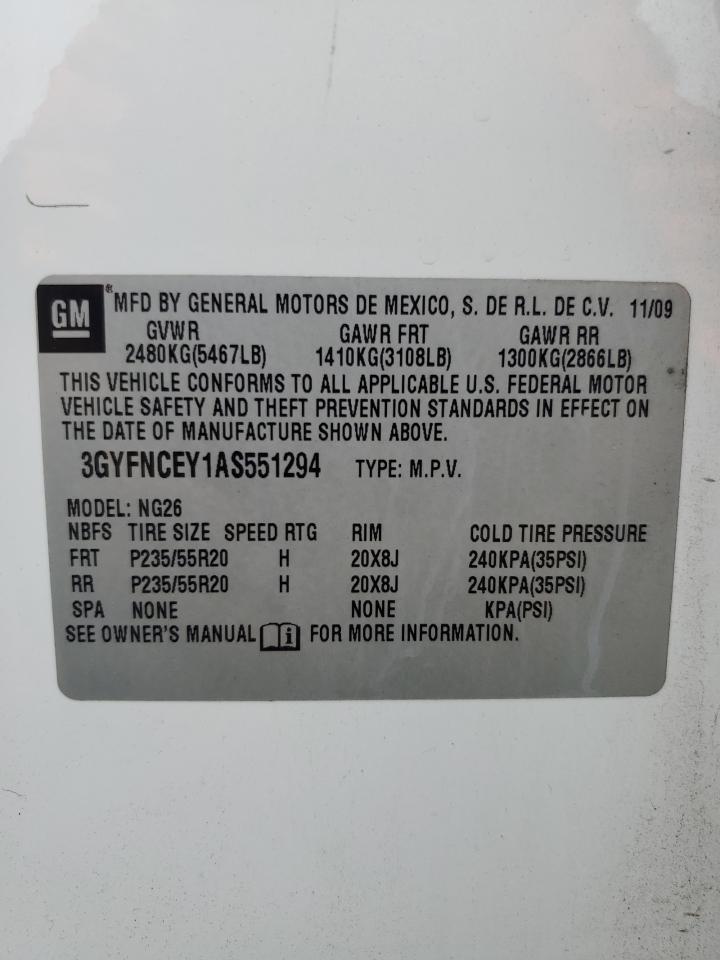 GM ® MFD BY GENERAL MOTORS DE MEXICO, S. DE R.L. DE C.V. 11/09
GVWR GAWR FRT GAWR RR
2480KG(5467LB) 1410KG(3108LB) 1300KG(2866LB)
THIS VEHICLE CONFORMS TO ALL APPLICABLE U.S. FEDERAL MOTOR
VEHICLE SAFETY AND THEFT PREVENTION STANDARDS IN EFFECT ON
THE DATE OF MANUFACTURE SHOWN ABOVE.
3GYFNCEY1AS551294 TYPE: M.P.V.
MODEL: NG26
NBFS TIRE SIZE SPEED RTG RIM COLD TIRE PRESSURE
FRT P235/55R20 H 20X8J 240KPA(35PSI)
RR P235/55R20 H 20X8J 240KPA(35PSI)
SPA NONE NONE KPA(PSI)
SEE OWNER'S MANUAL i FOR MORE INFORMATION.